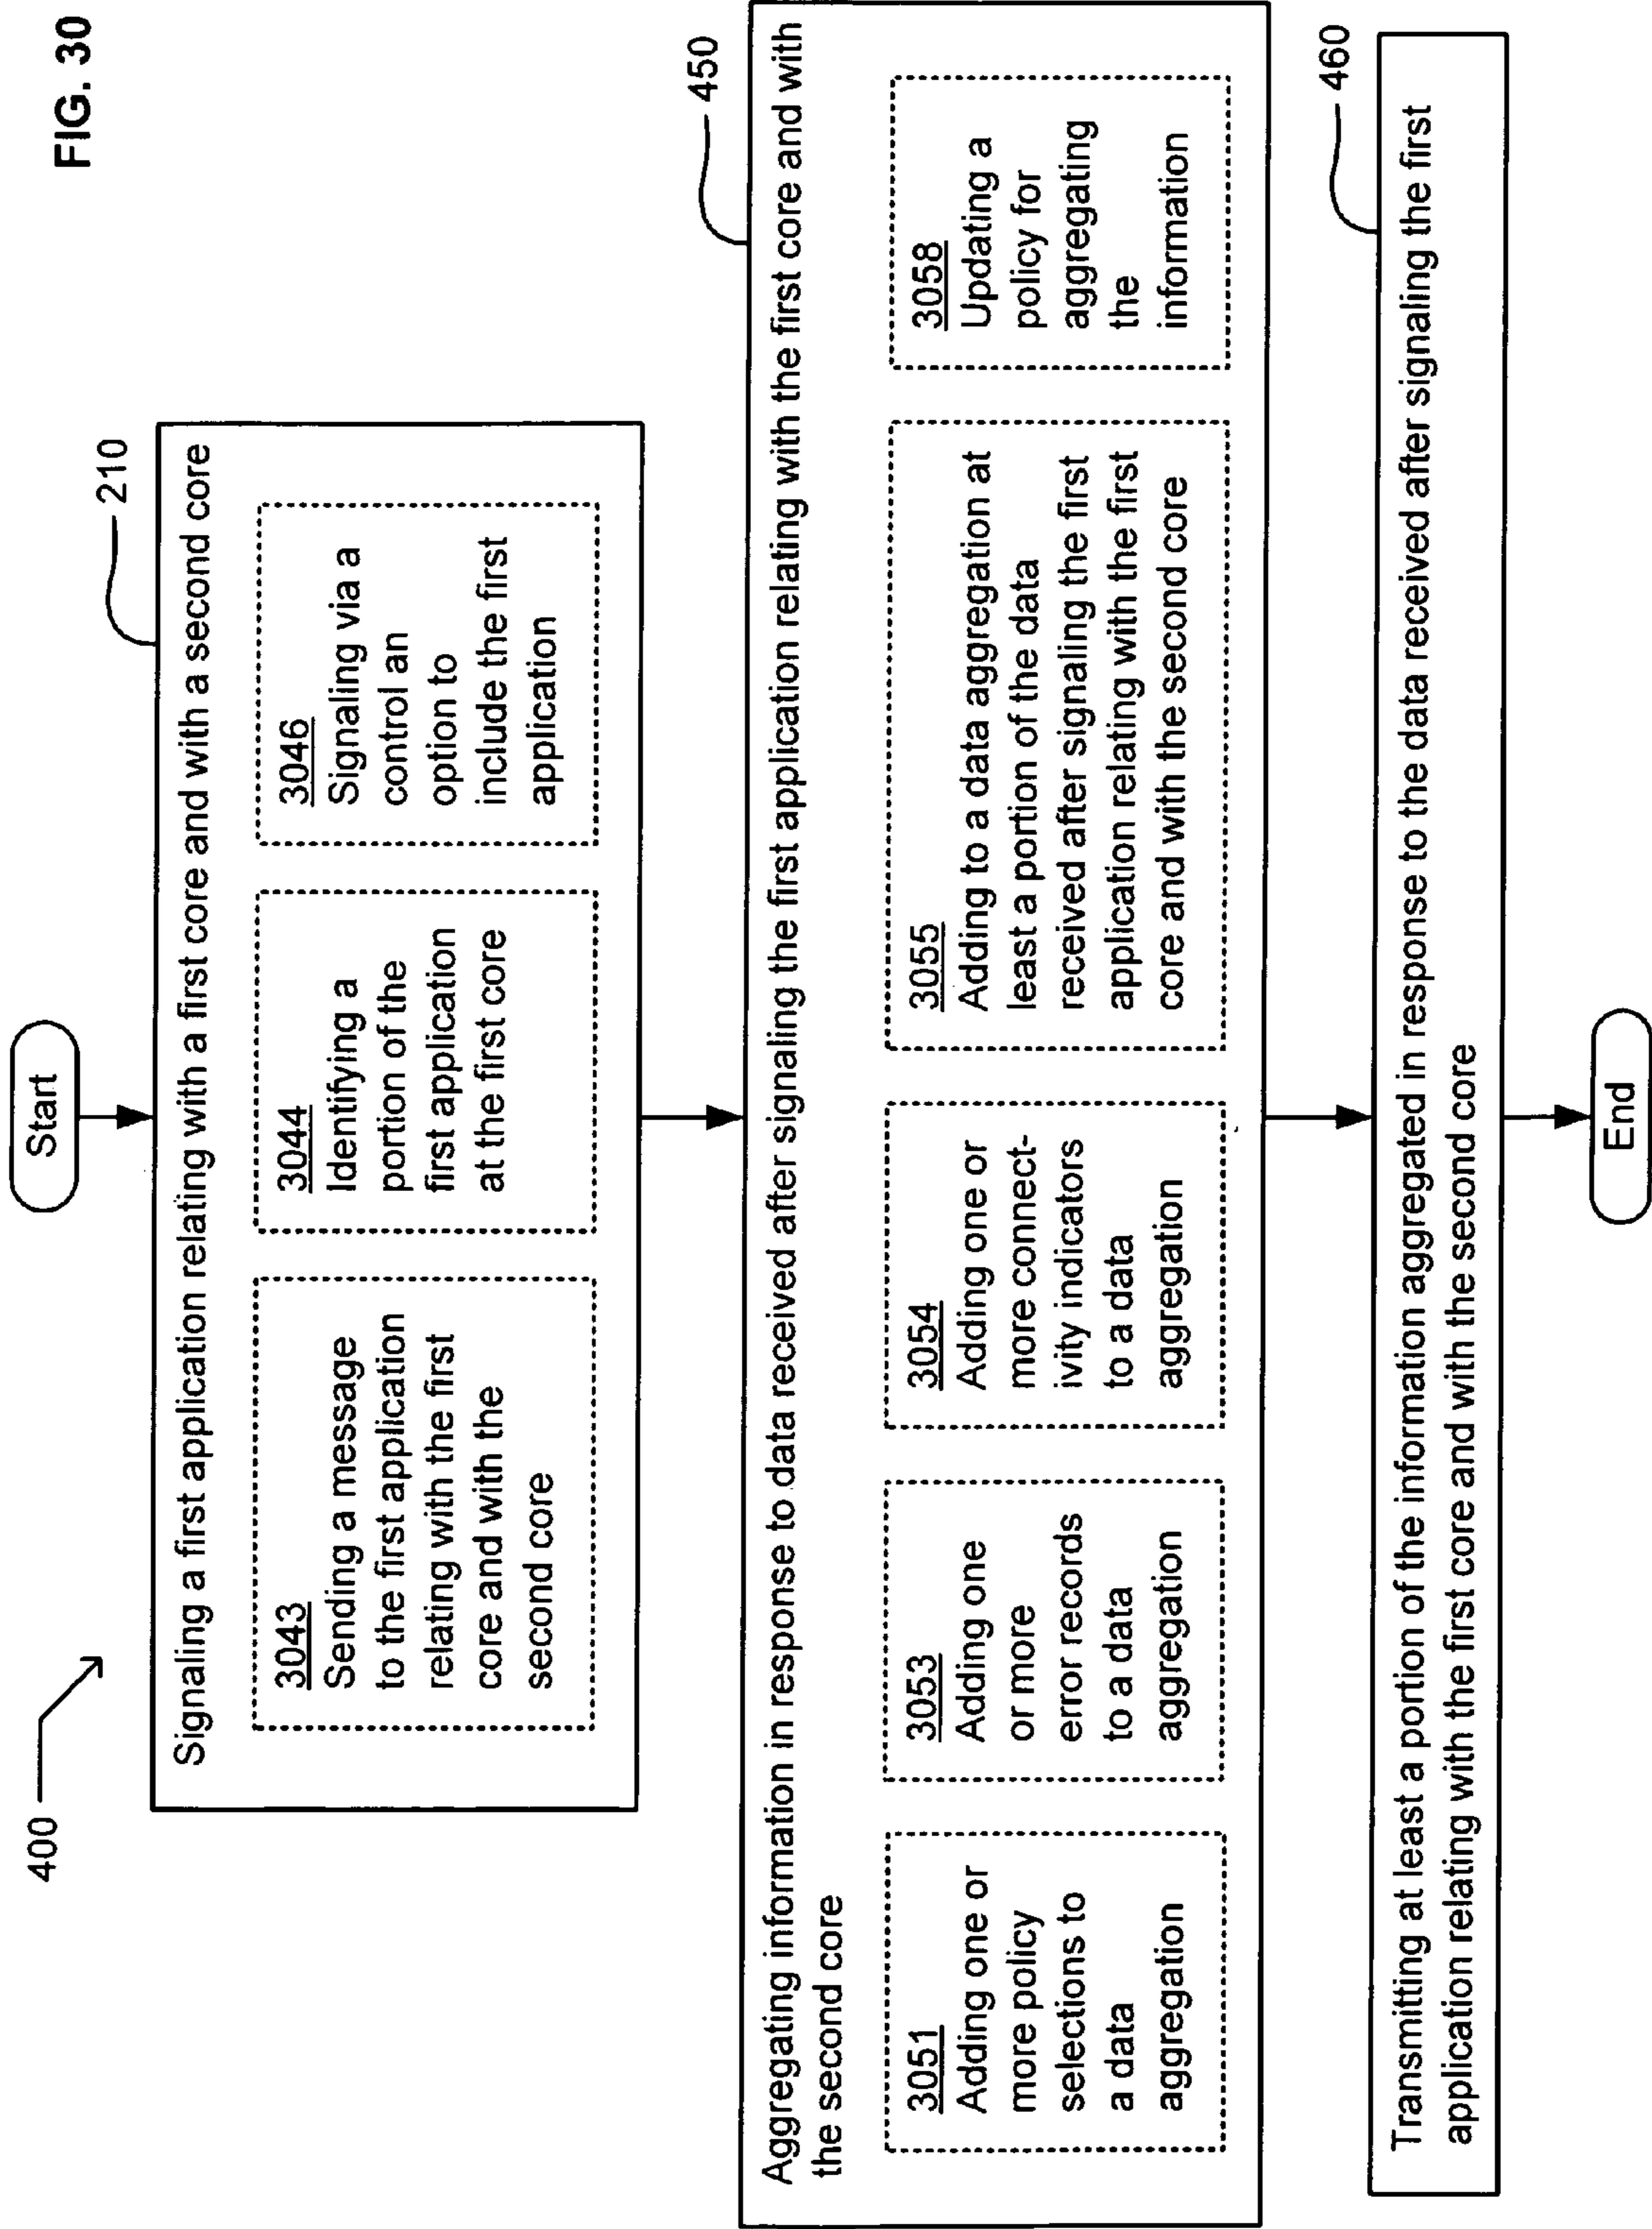 FIG. 30
400
Start
210
Signaling a first application relating with a first core and with a second core
3043
Sending a message
to the first application
relating with the first
core and with the
second core
3044
Identifying a
portion of the
first application
at the first core
3046
Signaling via a
control an
option to
include the first
application
450
Aggregating information in response to data received after signaling the first application relating with the first core and with
the second core
3051
Adding one or
more policy
selections to
a data
aggregation
3053
Adding one
or more
error records
to a data
aggregation
3054
Adding one or
more connect-
ivity indicators
to a data
aggregation
3055
Adding to a data aggregation at
least a portion of the data
received after signaling the first
application relating with the first
core and with the second core
3058
Updating a
policy for
aggregating
the
information
460
Transmitting at least a portion of the information aggregated in response to the data received after signaling the first
application relating with the first core and with the second core
End